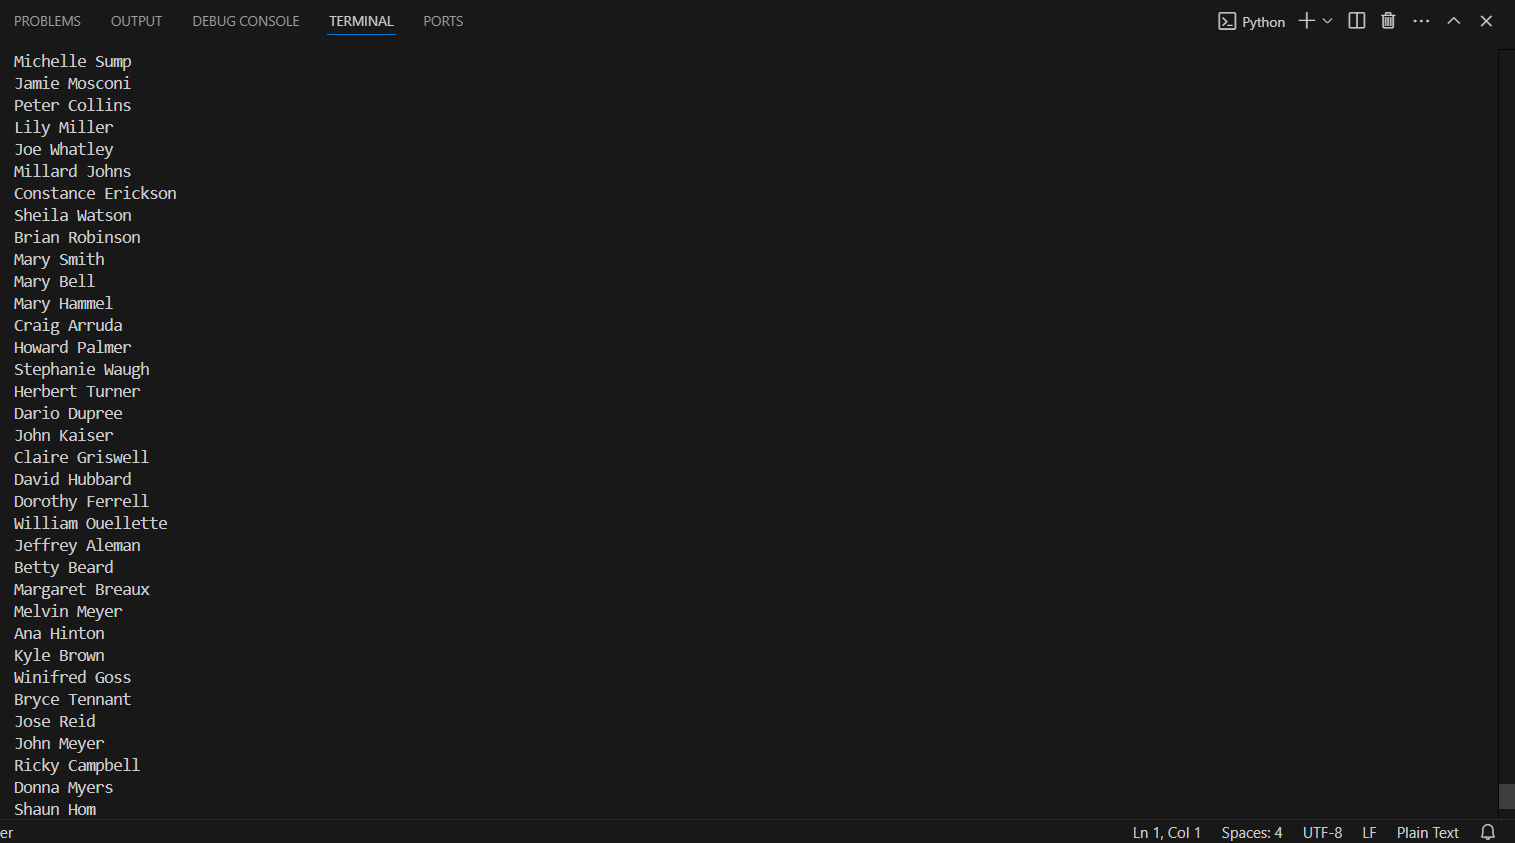 PROBLEMS OUTPUT DEBUG CONSOLE TERMINAL PORTS Python
Michelle Sump
Jamie Mosconi
Peter Collins
Lily Miller
Joe Whatley
Millard Johns
Constance Erickson
Sheila Watson
Brian Robinson
Mary Smith
Mary Bell
Mary Hammel
Craig Arruda
Howard Palmer
Stephanie Waugh
Herbert Turner
Dario Dupree
John Kaiser
Claire Griswell
David Hubbard
Dorothy Ferrell
William Ouellette
Jeffrey Aleman
Betty Beard
Margaret Breaux
Melvin Meyer
Ana Hinton
Kyle Brown
Winifred Goss
Bryce Tennant
Jose Reid
John Meyer
Ricky Campbell
Donna Myers
Shaun Hom
er Ln 1, Col 1 Spaces: 4 UTF-8 LF Plain Text